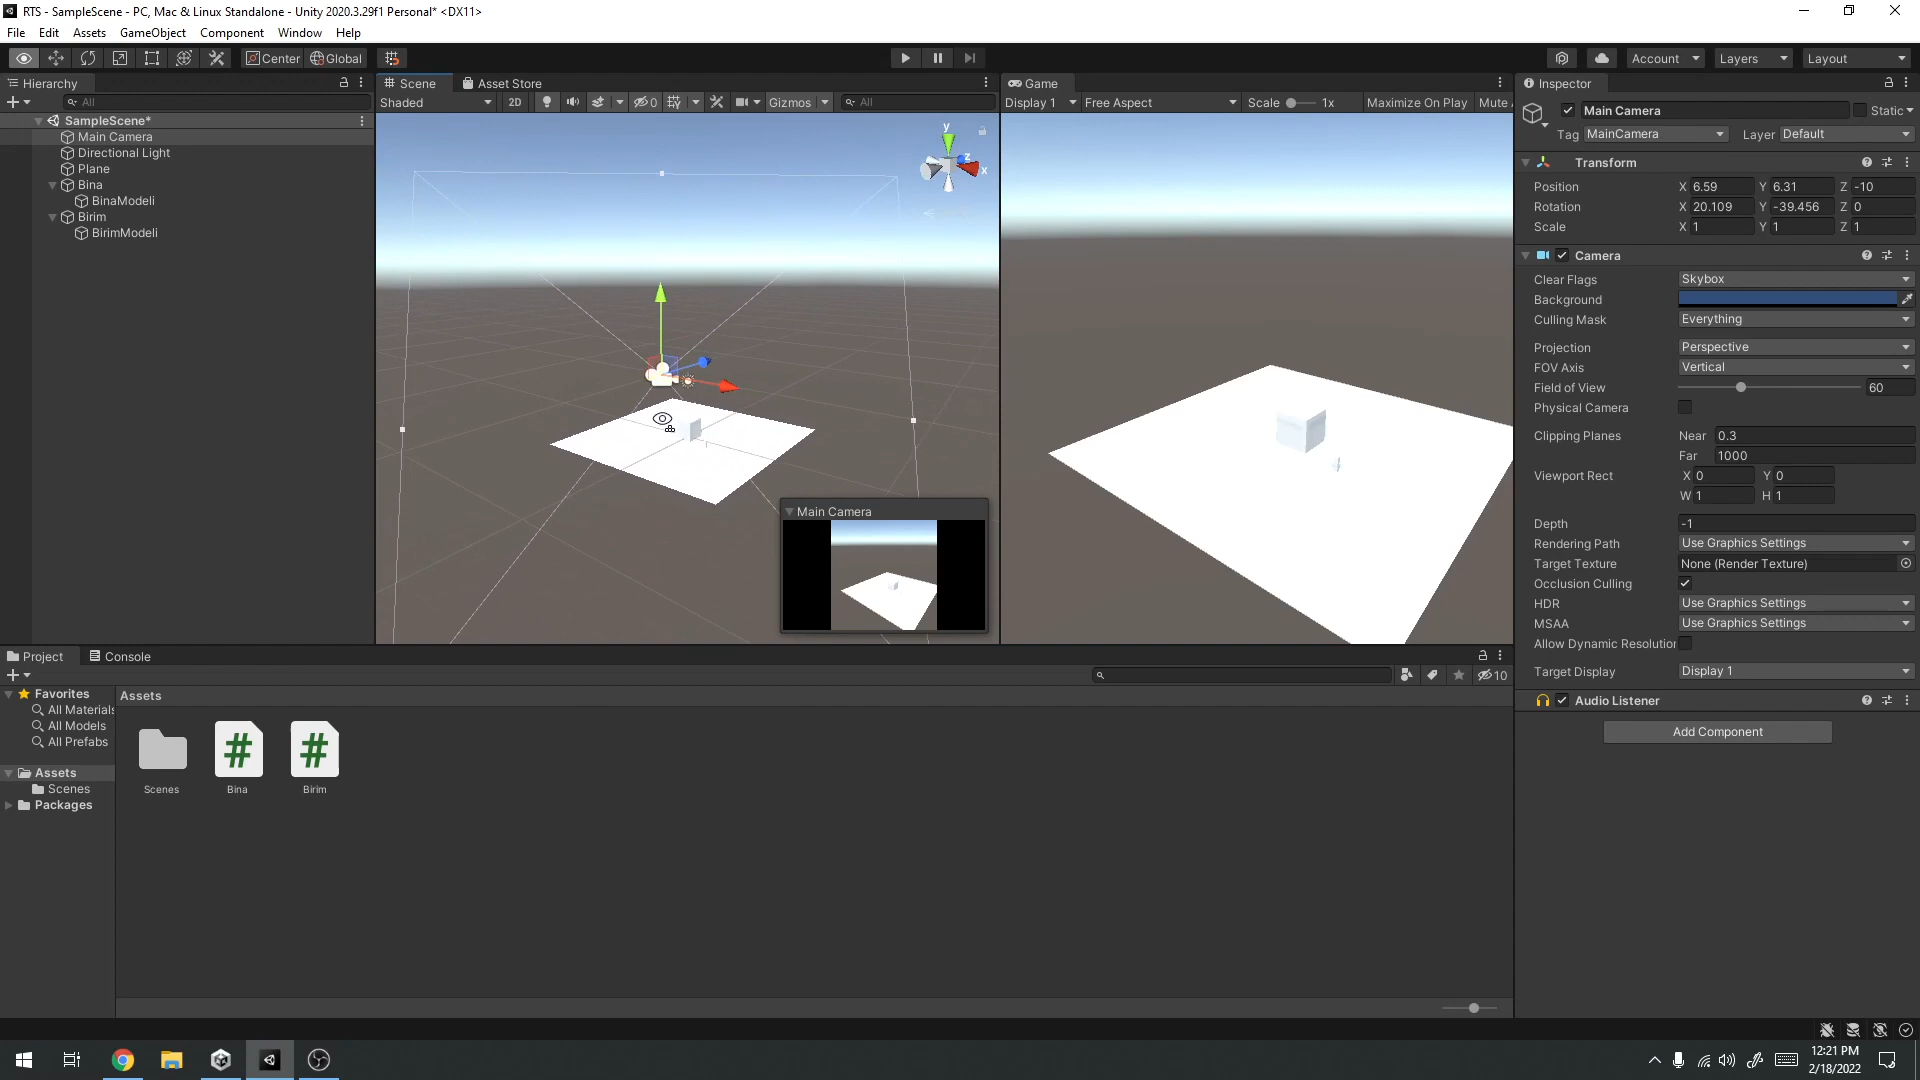 RTS - SampleScene - PC, Mac & Linux Standalone - Unity 2020.3.29f1 Personal* <DX11>
File Edit Assets GameObject Component Window Help
Center Global Account Layers Layout
Hierarchy
All
SampleScene*
Main Camera
Directional Light
Plane
Bina
BinaModeli
Birim
BirimModeli
Scene Asset Store
Shaded 2D 0 Gizmos All
y
z
x
Main Camera
Game
Display 1 Free Aspect Scale 1x Maximize On Play Mute
Inspector
Main Camera Static
Tag MainCamera Layer Default
Transform
Position X 6.59 Y 6.31 Z -10
Rotation X 20.109 Y -39.456 Z 0
Scale X 1 Y 1 Z 1
Camera
Clear Flags Skybox
Background
Culling Mask Everything
Projection Perspective
FOV Axis Vertical
Field of View 60
Physical Camera
Clipping Planes Near 0.3
Far 1000
Viewport Rect X 0 Y 0
W 1 H 1
Depth -1
Rendering Path Use Graphics Settings
Target Texture None (Render Texture)
Occlusion Culling
HDR Use Graphics Settings
MSAA Use Graphics Settings
Allow Dynamic Resolution
Target Display Display 1
Audio Listener
Add Component
Project Console
10
Favorites
All Materials
All Models
All Prefabs
Assets
Scenes
Packages
Assets
Scenes Bina Birim
12:21 PM
2/18/2022